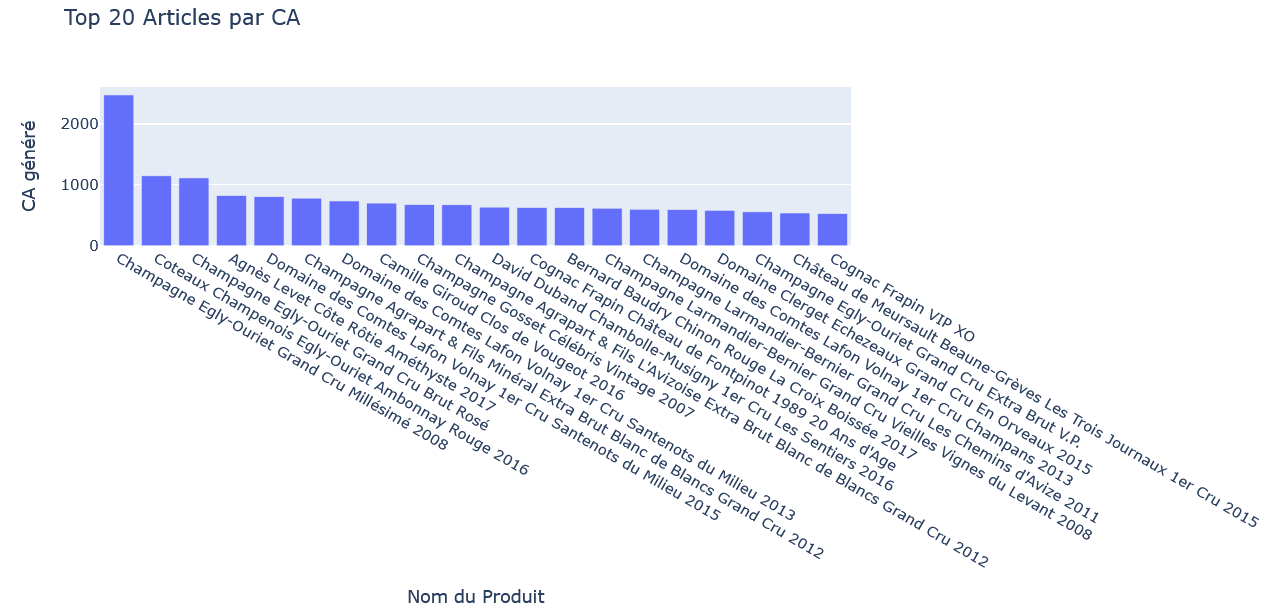 Top 20 Articles par CA
CA généré
2000
1000
0
Champagne Egly-Ouriet Grand Cru Millésimé 2008
Coteaux Champenois Egly-Ouriet Ambonnay Rouge 2016
Champagne Egly-Ouriet Grand Cru Brut Rosé
Agnès Levet Côte Rôtie Améthyste 2017
Domaine des Comtes Lafon Volnay 1er Cru Santenots du Milieu 2015
Champagne Agrapart & Fils Minéral Extra Brut Blanc de Blancs Grand Cru 2012
Domaine des Comtes Lafon Volnay 1er Cru Santenots du Milieu 2013
Camille Giroud Clos de Vougeot 2016
Champagne Gosset Célébris Vintage 2007
Champagne Agrapart & Fils L'Avizoise Extra Brut Blanc de Blancs Grand Cru 2012
David Duband Chambolle-Musigny 1er Cru Les Sentiers 2016
Cognac Frapin Château de Fontpinot 1989 20 Ans d'Age
Bernard Baudry Chinon Rouge La Croix Boissée 2017
Champagne Larmandier-Bernier Grand Cru Vieilles Vignes du Levant 2008
Champagne Larmandier-Bernier Grand Cru Les Chemins d'Avize 2011
Domaine des Comtes Lafon Volnay 1er Cru Champans 2013
Domaine Clerget Echezeaux Grand Cru En Orveaux 2015
Champagne Egly-Ouriet Grand Cru Extra Brut V.P.
Château de Meursault Beaune-Grèves Les Trois Journaux 1er Cru 2015
Cognac Frapin VIP XO
Nom du Produit